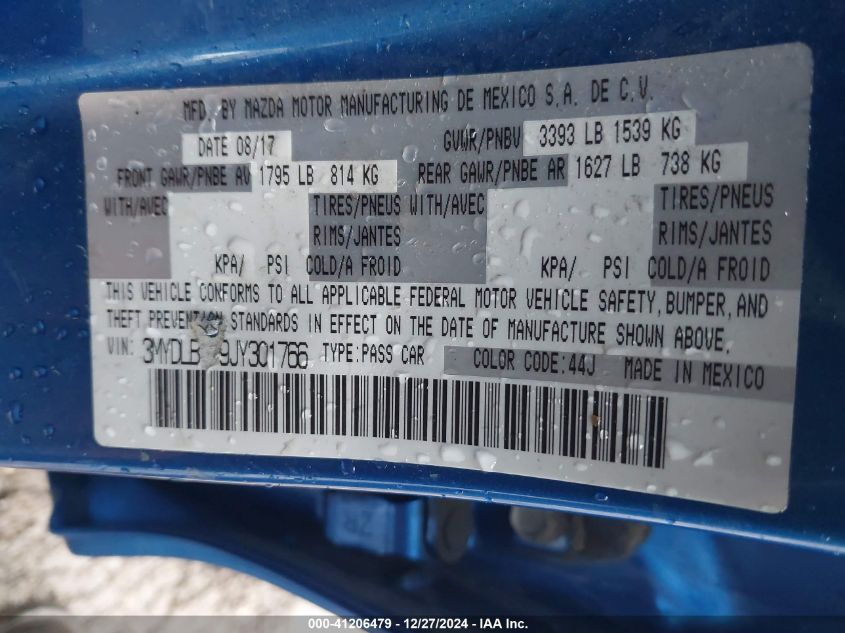 MFD. BY MAZDA MOTOR MANUFACTURING DE MEXICO S.A. DE C.V.
DATE 08/17 GVWR/PNBV 3393 LB 1539 KG
FRONT GAWR/PNBE AV 1795 LB 814 KG REAR GAWR/PNBE AR 1627 LB 738 KG
WITH/AVEC TIRES/PNEUS WITH/AVEC TIRES/PNEUS
RIMS/JANTES RIMS/JANTES
KPA/ PSI COLD/A FROID KPA/ PSI COLD/A FROID
THIS VEHICLE CONFORMS TO ALL APPLICABLE FEDERAL MOTOR VEHICLE SAFETY, BUMPER, AND
THEFT PREVENTION STANDARDS IN EFFECT ON THE DATE OF MANUFACTURE SHOWN ABOVE.
VIN: TYPE:PASS CAR COLOR CODE:44J MADE IN MEXICO
000-41206479 • 12/27/2024 • IAA Inc.